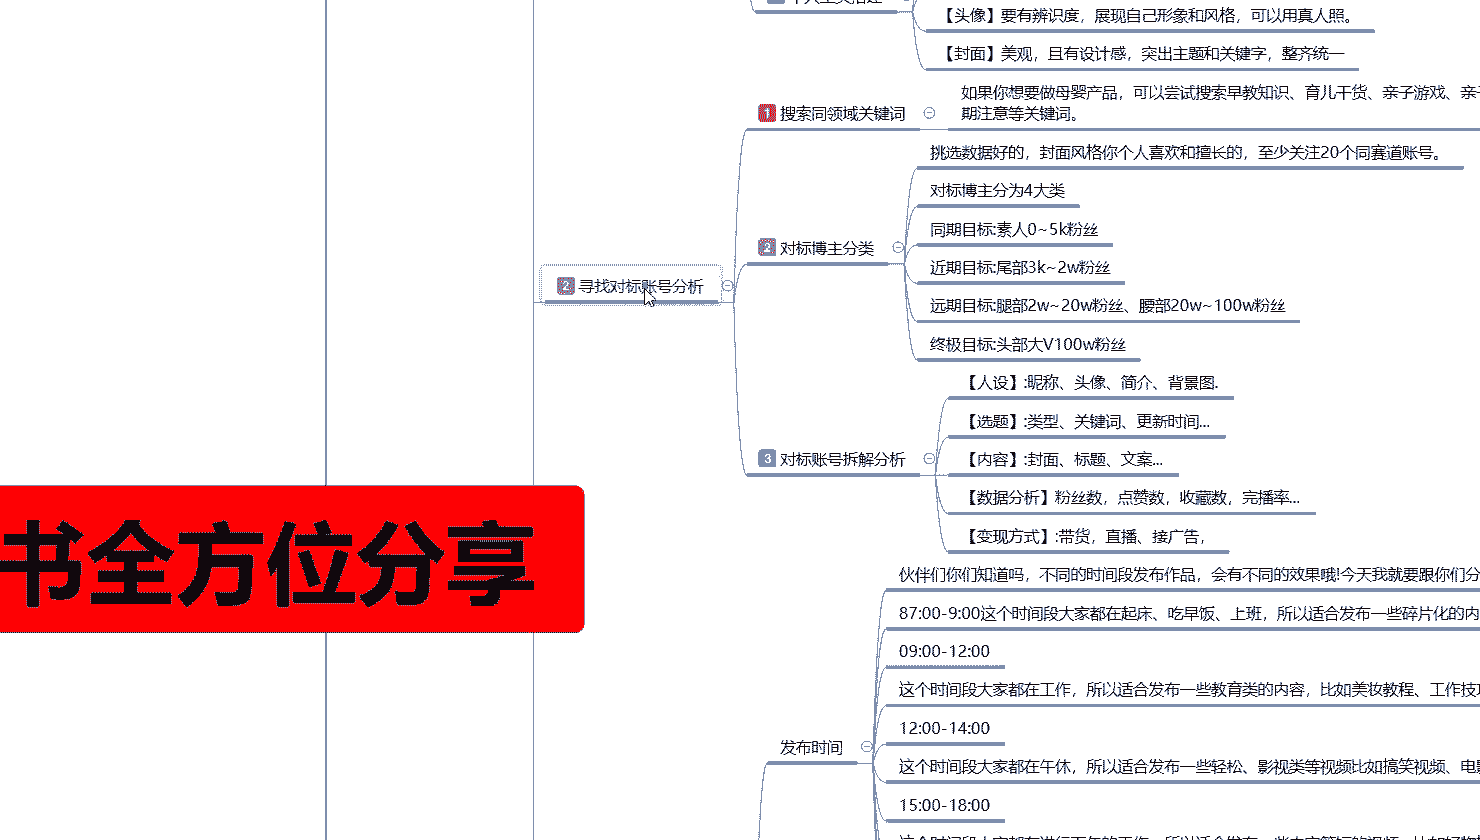 【头像】要有辨识度，展现自己形象和风格，可以用真人照。
【封面】美观，且有设计感，突出主题和关键字，整齐统一
如果你想要做母婴产品，可以尝试搜索早教知识、育儿干货、亲子游戏、亲子
期注意等关键词。
1 搜索同领域关键词
挑选数据好的，封面风格你个人喜欢和擅长的，至少关注20个同赛道账号。
对标博主分为4大类
同期目标:素人0~5k粉丝
2 对标博主分类
近期目标:尾部3k~2w粉丝
2 寻找对标账号分析
远期目标:腿部2w~20w粉丝、腰部20w~100w粉丝
终极目标:头部大V100w粉丝
【人设】:昵称、头像、简介、背景图.
【选题】:类型、关键词、更新时间...
3 对标账号拆解分析
【内容】:封面、标题、文案...
【数据分析】粉丝数，点赞数，收藏数，完播率...
【变现方式】:带货，直播、接广告，
书全方位分享
伙伴们你们知道吗，不同的时间段发布作品，会有不同的效果哦!今天我就要跟你们分
87:00-9:00这个时间段大家都在起床、吃早饭、上班，所以适合发布一些碎片化的内
09:00-12:00
这个时间段大家都在工作，所以适合发布一些教育类的内容，比如美妆教程、工作技
12:00-14:00
发布时间
这个时间段大家都在午休，所以适合发布一些轻松、影视类等视频比如搞笑视频、电影
15:00-18:00